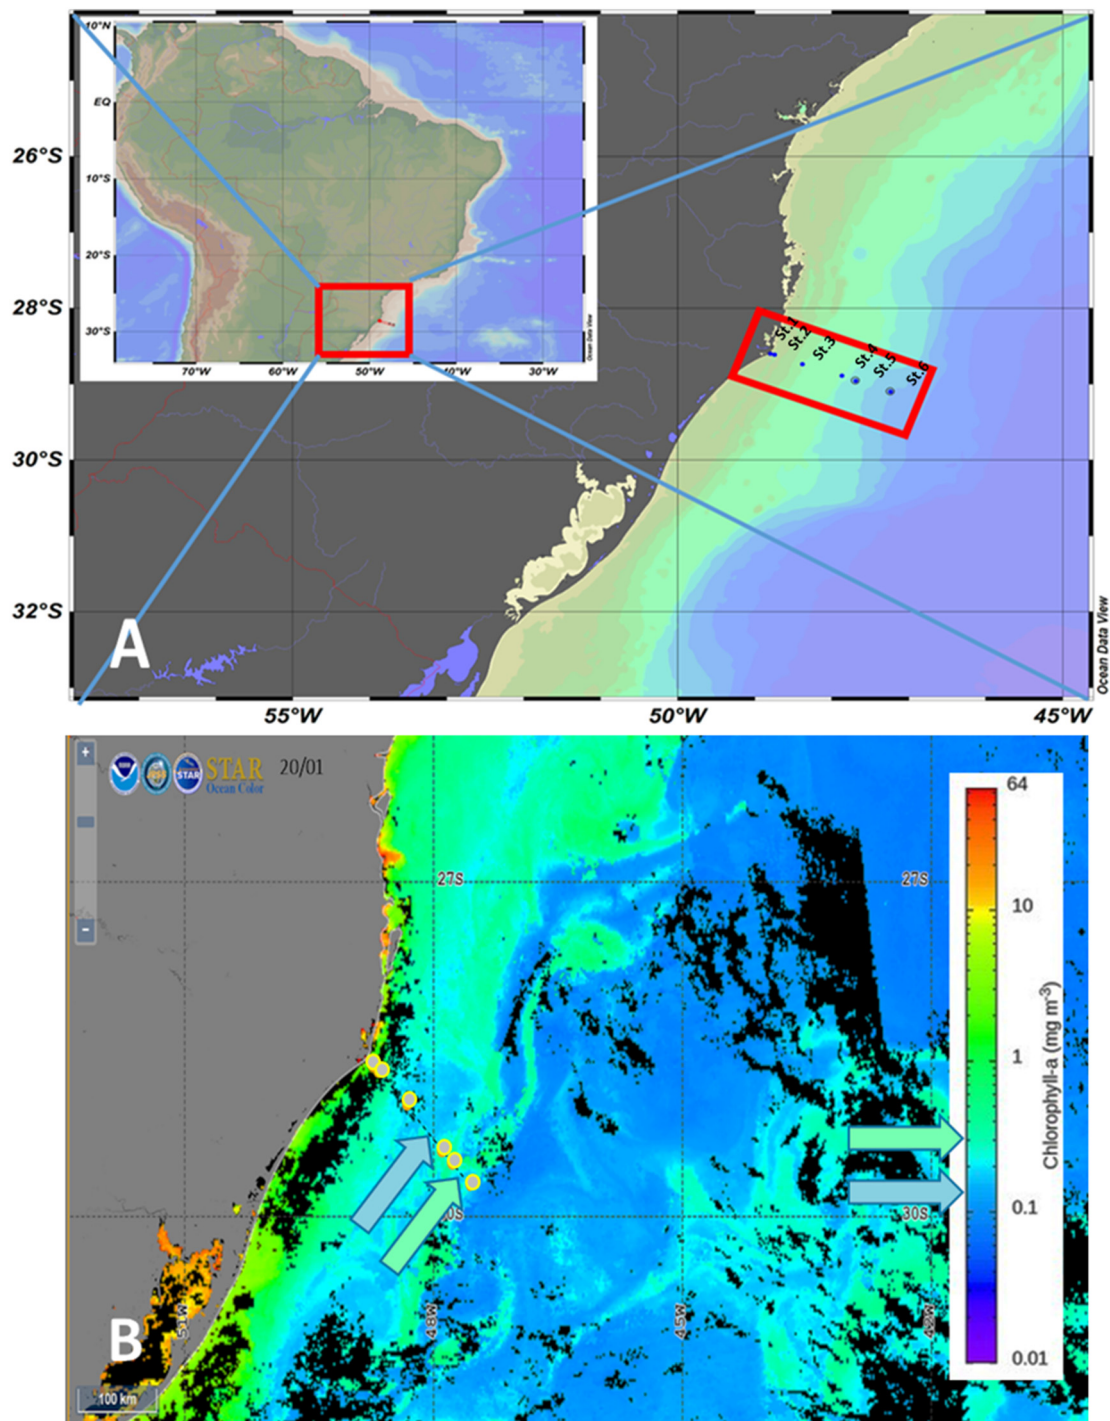 10°N
EQ
10°S
20°S
30°S
70°W 60°W 50°W 40°W 30°W
Ocean Data View
26°S
28°S
30°S
32°S
St.1
St.2
St.3
St.4
St.5
St.6
A
55°W 50°W 45°W
Ocean Data View
+
-
STAR
STAR
Ocean Color
20/01
27S 27S
30S
48W
45W
B
100 km
64
10
1
0.1
0.01
Chlorophyll-a (mg m⁻³)